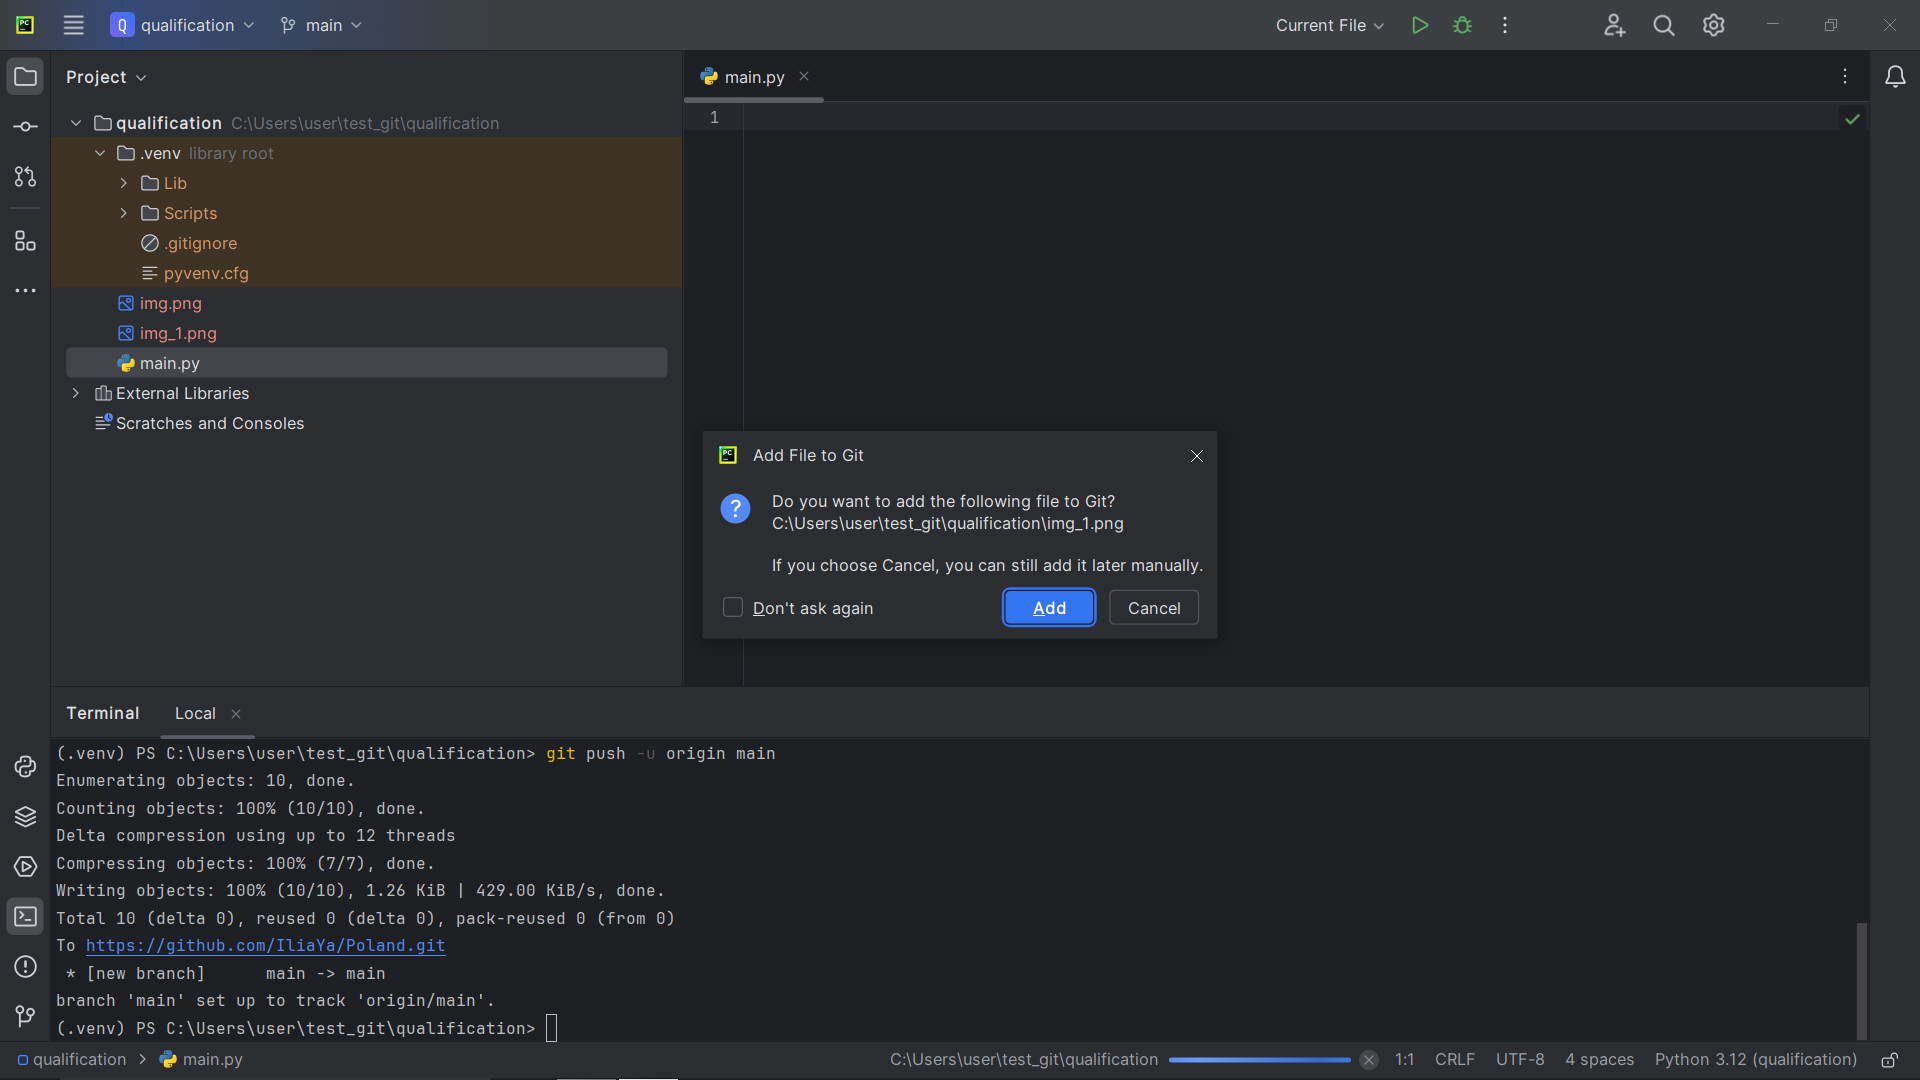 PC
Q qualification
main
Current File
Project
main.py
qualification C:\Users\user\test_git\qualification
.venv library root
Lib
Scripts
.gitignore
pyvenv.cfg
img.png
img_1.png
main.py
External Libraries
Scratches and Consoles
1
PC
Add File to Git
? Do you want to add the following file to Git?
C:\Users\user\test_git\qualification\img_1.png
If you choose Cancel, you can still add it later manually.
Don't ask again
Add
Cancel
Terminal
Local
(.venv) PS C:\Users\user\test_git\qualification> git push -u origin main
Enumerating objects: 10, done.
Counting objects: 100% (10/10), done.
Delta compression using up to 12 threads
Compressing objects: 100% (7/7), done.
Writing objects: 100% (10/10), 1.26 KiB | 429.00 KiB/s, done.
Total 10 (delta 0), reused 0 (delta 0), pack-reused 0 (from 0)
To https://github.com/IliaYa/Poland.git
 * [new branch]      main -> main
branch 'main' set up to track 'origin/main'.
(.venv) PS C:\Users\user\test_git\qualification>
qualification > main.py
C:\Users\user\test_git\qualification
1:1 CRLF UTF-8 4 spaces Python 3.12 (qualification)